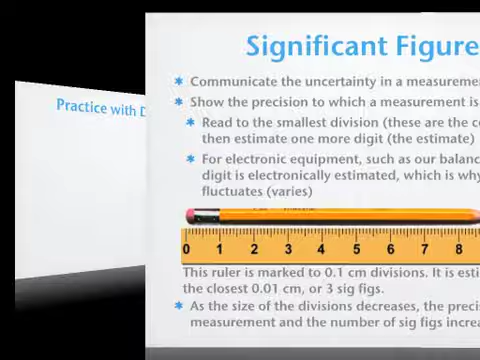 Practice with D
Significant Figure
Communicate the uncertainty in a measureme
Show the precision to which a measurement is
Read to the smallest division (these are the ce
then estimate one more digit (the estimate)
For electronic equipment, such as our balanc
digit is electronically estimated, which is why
fluctuates (varies)
0 1 2 3 4 5 6 7 8
This ruler is marked to 0.1 cm divisions. It is esti
the closest 0.01 cm, or 3 sig figs.
As the size of the divisions decreases, the precis
measurement and the number of sig figs increa